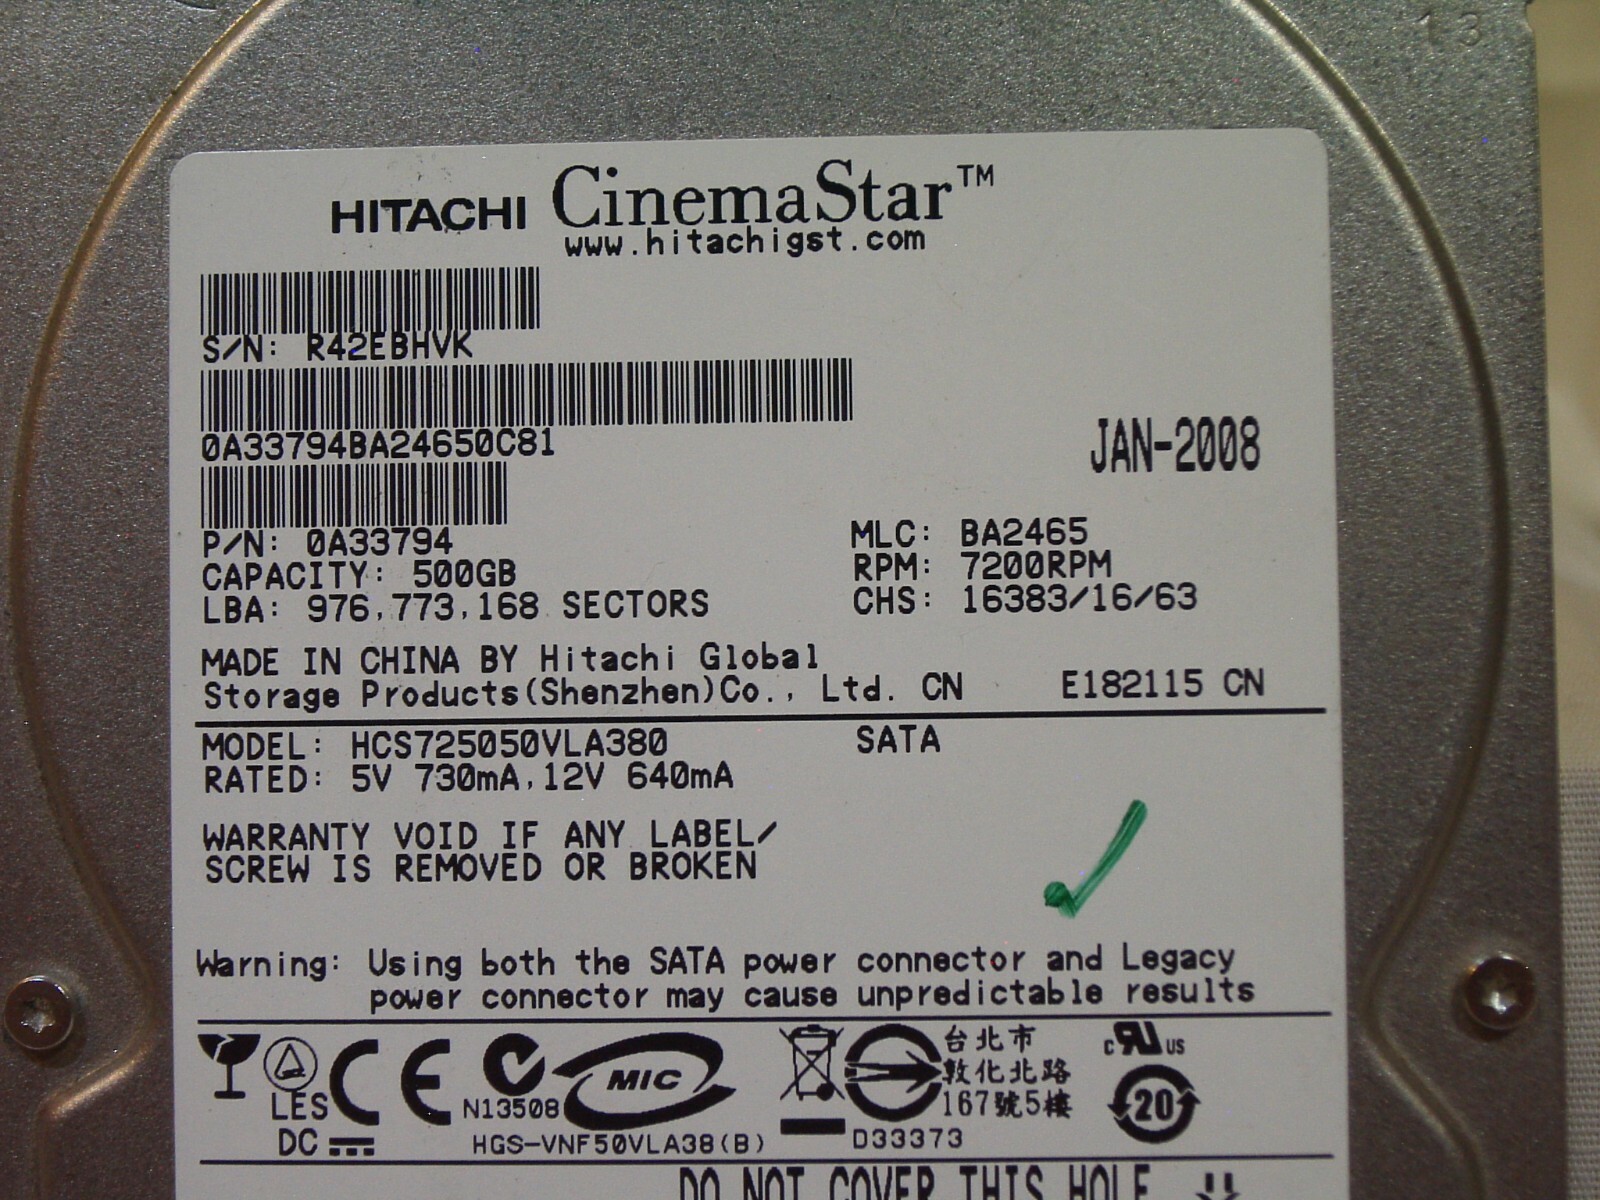 13
HITACHI CinemaStar™
www.hitachigst.com
S/N: R42EBHVK
0A33794BA24650C81
JAN-2008
P/N: 0A33794
MLC: BA2465
CAPACITY: 500GB
RPM: 7200RPM
LBA: 976,773,168 SECTORS
CHS: 16383/16/63
MADE IN CHINA BY Hitachi Global
Storage Products(Shenzhen)Co., Ltd. CN E182115 CN
MODEL: HCS725050VLA380 SATA
RATED: 5V 730mA,12V 640mA
WARRANTY VOID IF ANY LABEL/
SCREW IS REMOVED OR BROKEN
Warning: Using both the SATA power connector and Legacy
power connector may cause unpredictable results
台北市
敦化北路
167號5樓
LES
DC
CE
N13508
MIC
HGS-VNF50VLA38(B)
D33373
c RU US
20
DO NOT COVER THIS HOLE